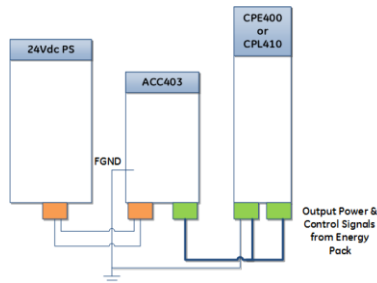 24Vdc PS
ACC403
CPE400
or
CPL410
FGND
Output Power &
Control Signals
from Energy
Pack